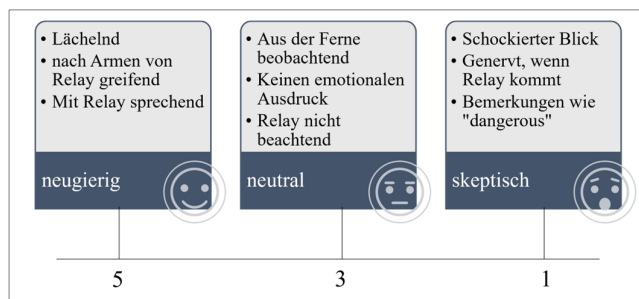 • Lächelnd
• nach Armen von
Relay greifend
• Mit Relay sprechend
neugierig
• Aus der Ferne
beobachtend
• Keinen emotionalen
Ausdruck
• Relay nicht
beachtend
neutral
• Schockierter Blick
• Genervt, wenn
Relay kommt
• Bemerkungen wie
"dangerous"
skeptisch
5
3
1